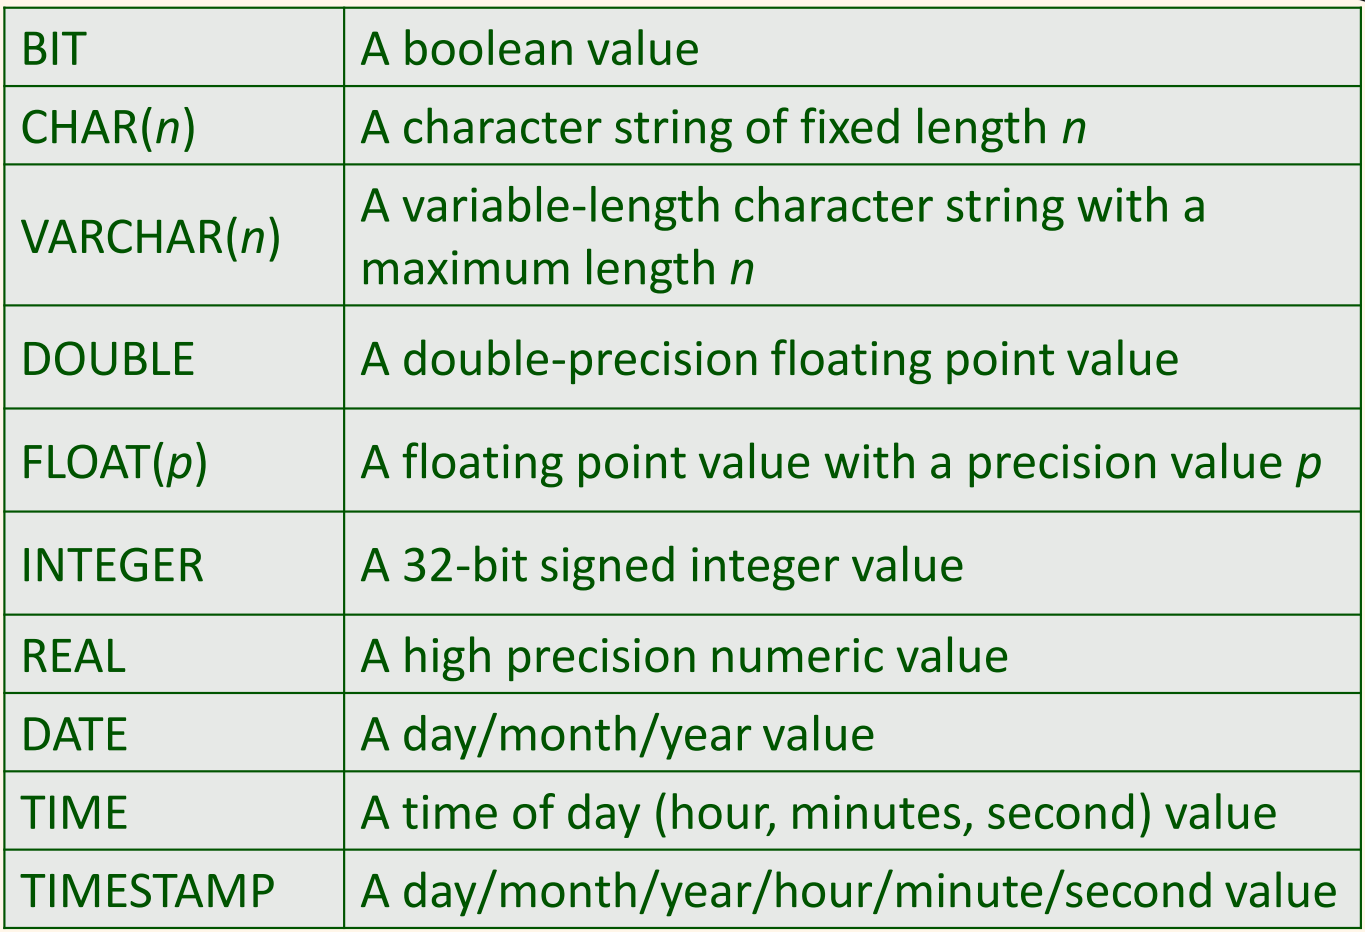 BIT A boolean value
CHAR(n) A character string of fixed length n
VARCHAR(n) A variable-length character string with a
maximum length n
DOUBLE A double-precision floating point value
FLOAT(p) A floating point value with a precision value p
INTEGER A 32-bit signed integer value
REAL A high precision numeric value
DATE A day/month/year value
TIME A time of day (hour, minutes, second) value
TIMESTAMP A day/month/year/hour/minute/second value